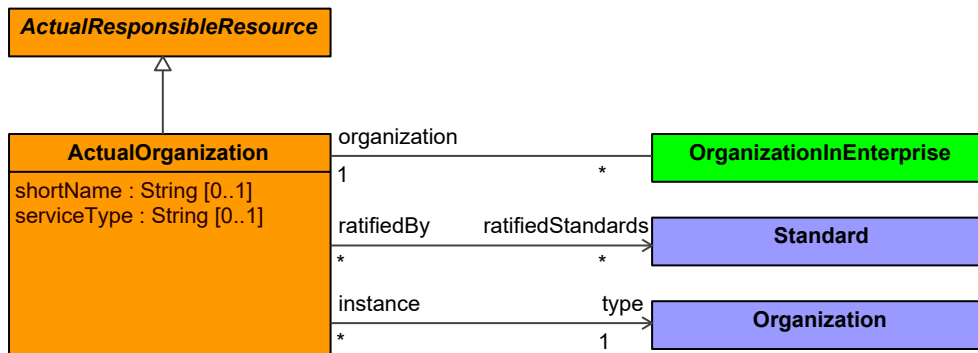 ActualResponsibleResource
ActualOrganization
shortName : String [0..1]
serviceType : String [0..1]
organization
1
*
OrganizationInEnterprise
ratifiedBy
ratifiedStandards
*
*
Standard
instance
type
*
1
Organization